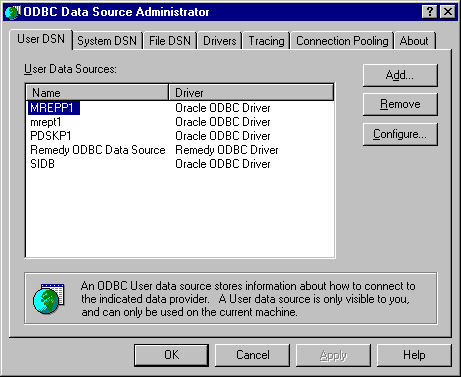 ODBC Data Source Administrator
User DSN System DSN File DSN Drivers Tracing Connection Pooling About
User Data Sources:
Name Driver
MREPP1 Oracle ODBC Driver
mrept1 Oracle ODBC Driver
PDSKP1 Oracle ODBC Driver
Remedy ODBC Data Source Remedy ODBC Driver
SIDB Oracle ODBC Driver
Add...
Remove
Configure...
An ODBC User data source stores information about how to connect to
the indicated data provider. A User data source is only visible to you,
and can only be used on the current machine.
OK Cancel Apply Help